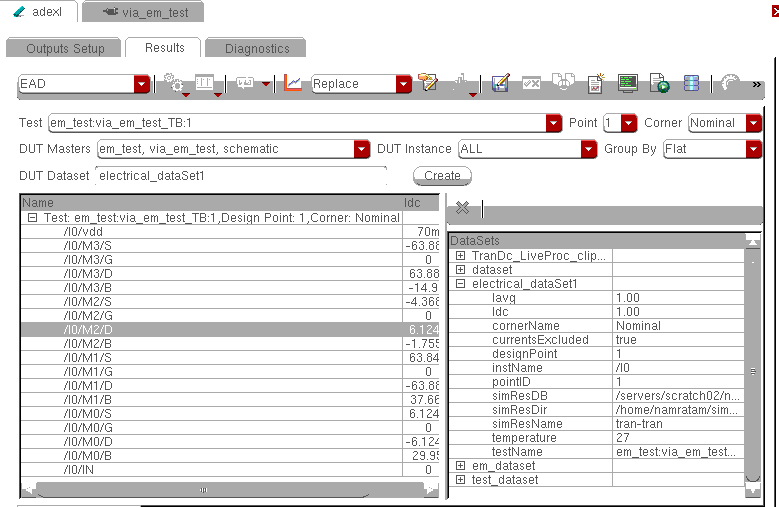 adexl via_em_test
Outputs Setup Results Diagnostics
EAD Replace »
Test em_test:via_em_test_TB:1 Point 1 Corner Nominal
DUT Masters em_test, via_em_test, schematic DUT Instance ALL Group By Flat
DUT Dataset electrical_dataSet1 Create
Name Idc
Test: em_test:via_em_test_TB:1,Design Point: 1,Corner: Nominal
/I0/vdd 70m
/I0/M3/S -63.88
/I0/M3/G 0
/I0/M3/D 63.88
/I0/M3/B -14.9
/I0/M2/S -4.368
/I0/M2/G 0
/I0/M2/D 6.124
/I0/M2/B -1.755
/I0/M1/S 63.84
/I0/M1/G 0
/I0/M1/D -63.88
/I0/M1/B 37.66
/I0/M0/S 6.124
/I0/M0/G 0
/I0/M0/D -6.124
/I0/M0/B 29.95
/I0/IN 0
DataSets
TranDc_LiveProc_clip...
dataset
electrical_dataSet1
Iavg 1.00
Idc 1.00
cornerName Nominal
currentsExcluded true
designPoint 1
instName /I0
pointID 1
simResDB /servers/scratch02/n...
simResDir /home/namratam/sim...
simResName tran-tran
temperature 27
testName em_test:via_em_test...
em_dataset
test_dataset